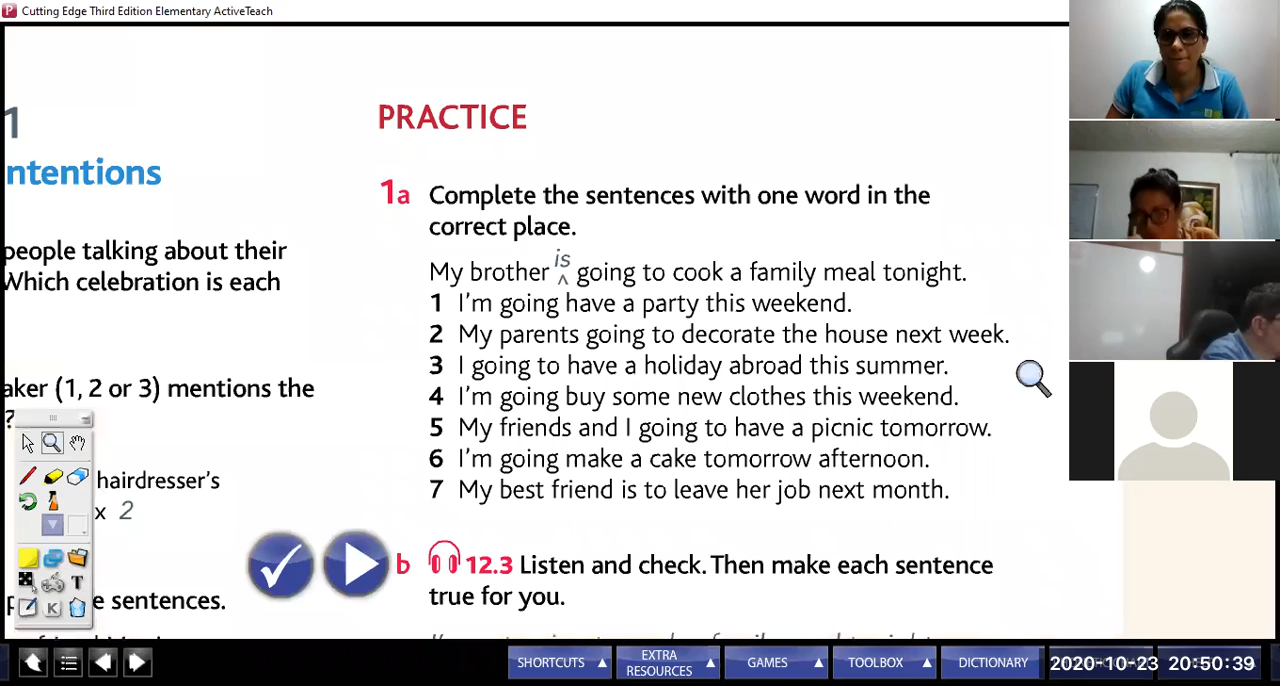 Cutting Edge Third Edition Elementary ActiveTeach
1
ntentions
people talking about their
Which celebration is each
aker (1, 2 or 3) mentions the
?
hairdresser's
x 2
e sentences.
PRACTICE
1a Complete the sentences with one word in the
correct place.
is
My brother ^ going to cook a family meal tonight.
1 I'm going have a party this weekend.
2 My parents going to decorate the house next week.
3 I going to have a holiday abroad this summer.
4 I'm going buy some new clothes this weekend.
5 My friends and I going to have a picnic tomorrow.
6 I'm going make a cake tomorrow afternoon.
7 My best friend is to leave her job next month.
b 12.3 Listen and check. Then make each sentence
true for you.
T
K
SHORTCUTS
EXTRA
RESOURCES
GAMES
TOOLBOX
DICTIONARY
2020-10-23 20:50:39